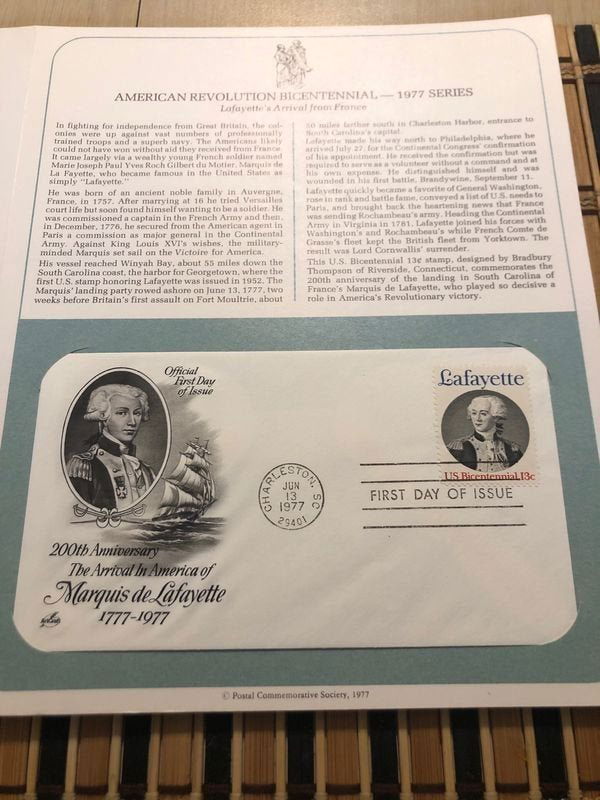 AMERICAN REVOLUTION BICENTENNIAL — 1977 SERIES
Lafayette's Arrival from France
In fighting for independence from Great Britain, the col-
onies were up against vast numbers of professionally
trained troops and a superb navy. The Americans likely
could not have won without aid they received from France.
It came largely via a wealthy young French soldier named
Marie Joseph Paul Yves Roch Gilbert du Motier, Marquis de
La Fayette, who became famous in the United States as
simply "Lafayette."
He was born of an ancient noble family in Auvergne,
France, in 1757. After marrying at 16 he tried Versailles
court life but soon found himself wanting to be a soldier. He
was commissioned a captain in the French Army and then,
in December, 1776, he secured from the American agent in
Paris a commission as major general in the Continental
Army. Against King Louis XVI's wishes, the military-
minded Marquis set sail on the Victoire for America.
His vessel reached Winyah Bay, about 55 miles down the
South Carolina coast, the harbor for Georgetown, where the
first U.S. stamp honoring Lafayette was issued in 1952. The
Marquis' landing party rowed ashore on June 13, 1777, two
weeks before Britain's first assault on Fort Moultrie, about
50 miles farther south in Charleston Harbor, entrance to
South Carolina's capital.
Lafayette made his way north to Philadelphia, where he
arrived July 27, for the Continental Congress' confirmation
of his appointment. He received the confirmation but was
required to serve as a volunteer without a command and at
his own expense. He distinguished himself and was
wounded in his first battle, Brandywine, September 11.
Lafayette quickly became a favorite of General Washington,
rose in rank and battle fame, conveyed a list of U.S. needs to
Paris, and brought back the heartening news that France
was sending Rochambeau's army. Heading the Continental
Army in Virginia in 1781, Lafayette joined his forces with
Washington's and Rochambeau's while French Comte de
Grasse's fleet kept the British fleet from Yorktown. The
result was Lord Cornwallis' surrender.
This U.S. Bicentennial 13¢ stamp, designed by Bradbury
Thompson of Riverside, Connecticut, commemorates the
200th anniversary of the landing in South Carolina of
France's Marquis de Lafayette, who played so decisive a
role in America's Revolutionary victory.
Official
First Day
of Issue
Lafayette
US Bicentennial 13c
CHARLESTON, SC
JUN
13
1977
29401
FIRST DAY OF ISSUE
200th Anniversary
The Arrival In America of
Marquis de Lafayette
1777-1977
ArtCraft
© Postal Commemorative Society, 1977